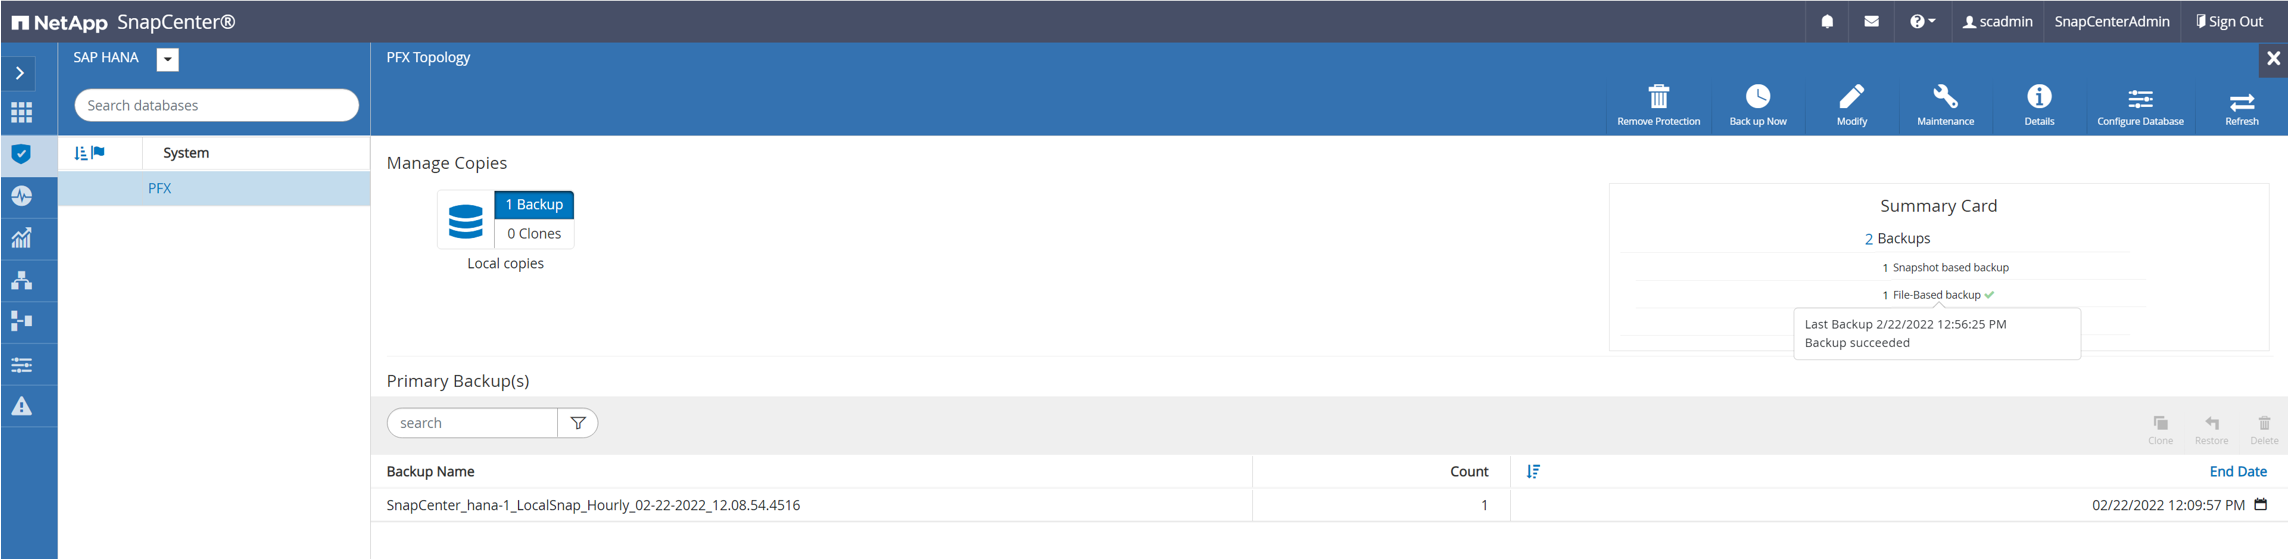 NetApp SnapCenter®
scadmin SnapCenterAdmin Sign Out
SAP HANA
Search databases
System
PFX
PFX Topology
Remove Protection Back up Now Modify Maintenance Details Configure Database Refresh
Manage Copies
1 Backup
0 Clones
Local copies
Summary Card
2 Backups
1 Snapshot based backup
1 File-Based backup
Last Backup 2/22/2022 12:56:25 PM
Backup succeeded
Primary Backup(s)
search
Clone Restore Delete
Backup Name Count End Date
SnapCenter_hana-1_LocalSnap_Hourly_02-22-2022_12.08.54.4516 1 02/22/2022 12:09:57 PM